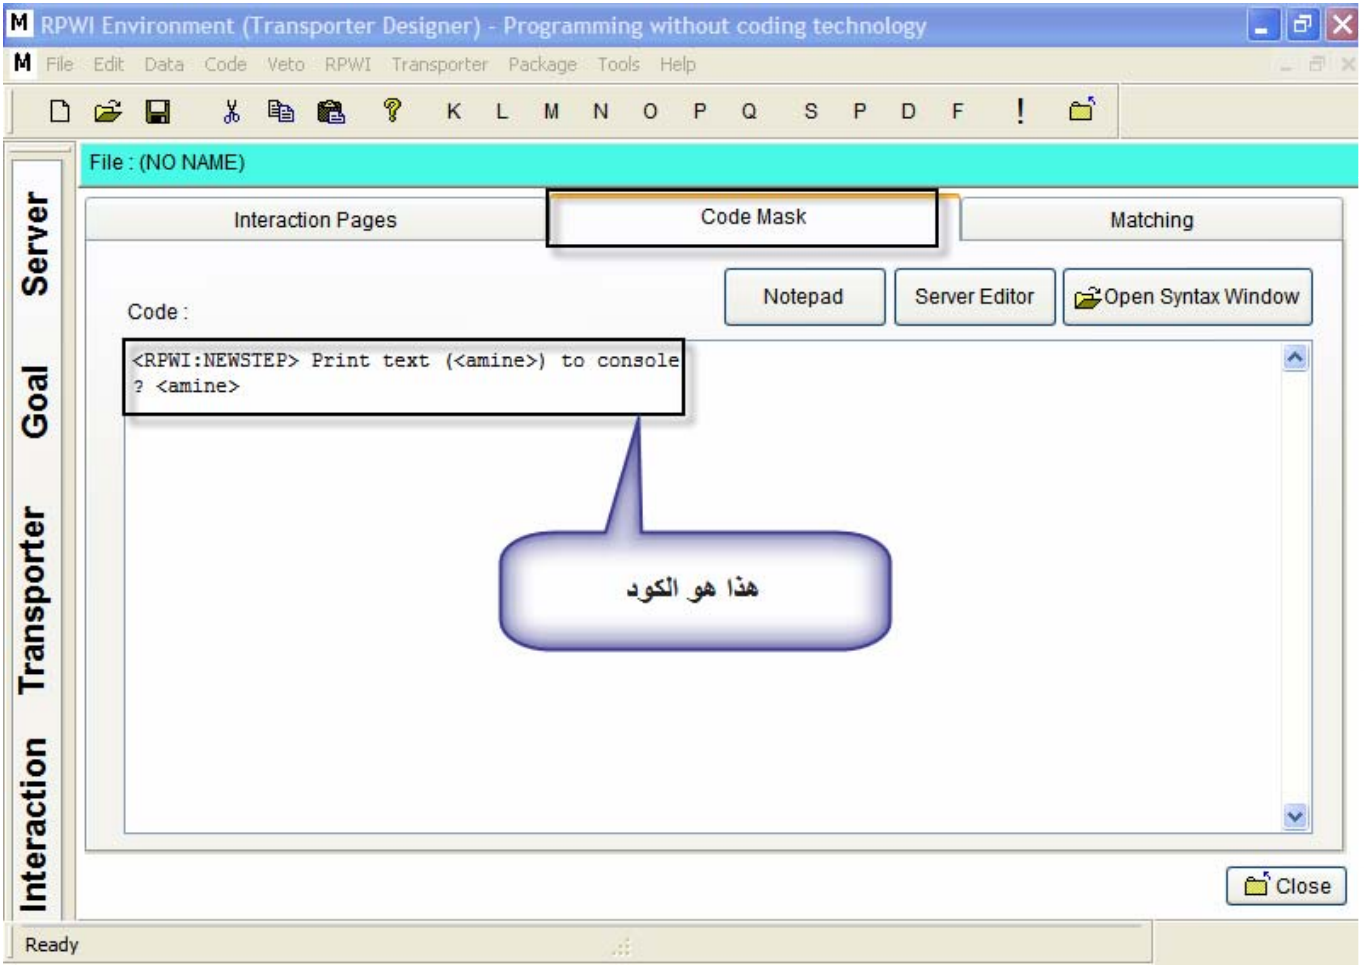 M RPWI Environment (Transporter Designer) - Programming without coding technology
M File Edit Data Code Veto RPWI Transporter Package Tools Help
K L M N O P Q S P D F !
File : (NO NAME)
Server
Goal
Transporter
Interaction
Interaction Pages
Code Mask
Matching
Notepad
Server Editor
Open Syntax Window
Code :
<RPWI:NEWSTEP> Print text (<amine>) to console
? <amine>
هذا هو الكود
Close
Ready